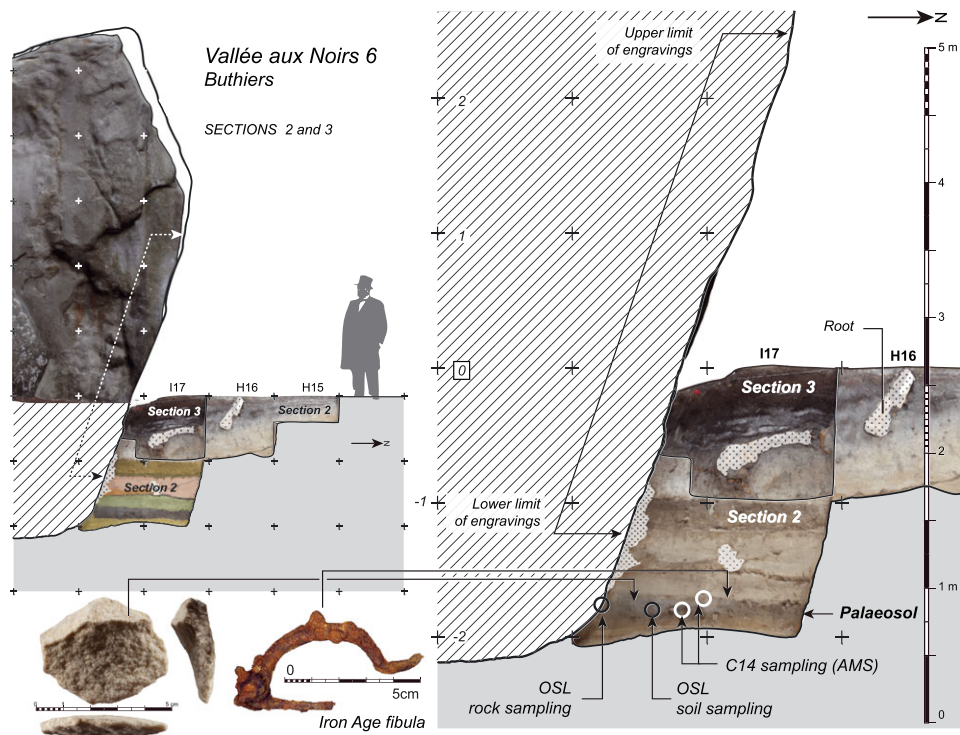 Vallée aux Noirs 6
Buthiers
SECTIONS 2 and 3
I17
H16
H15
Section 3
Section 2
Section 2
N
0
5cm
Iron Age fibula
0
1
5 cm
Upper limit
of engravings
N
5 m
2
4
1
3
Root
0
I17
H16
Section 3
2
-1
Lower limit
of engravings
Section 2
1 m
Palaeosol
-2
C14 sampling (AMS)
OSL
rock sampling
OSL
soil sampling
0